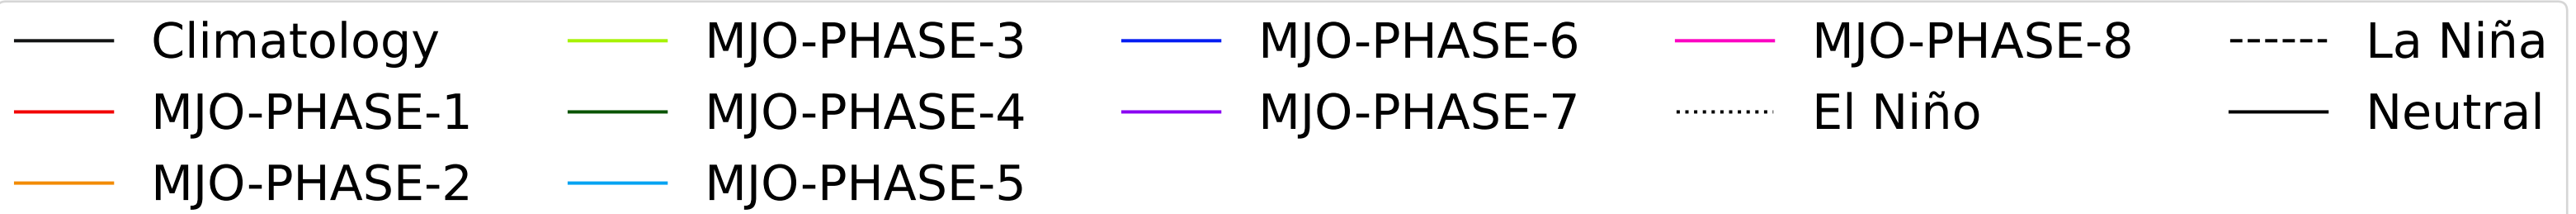 Climatology
MJO-PHASE-1
MJO-PHASE-2
MJO-PHASE-3
MJO-PHASE-4
MJO-PHASE-5
MJO-PHASE-6
MJO-PHASE-7
MJO-PHASE-8
El Niño
La Niña
Neutral